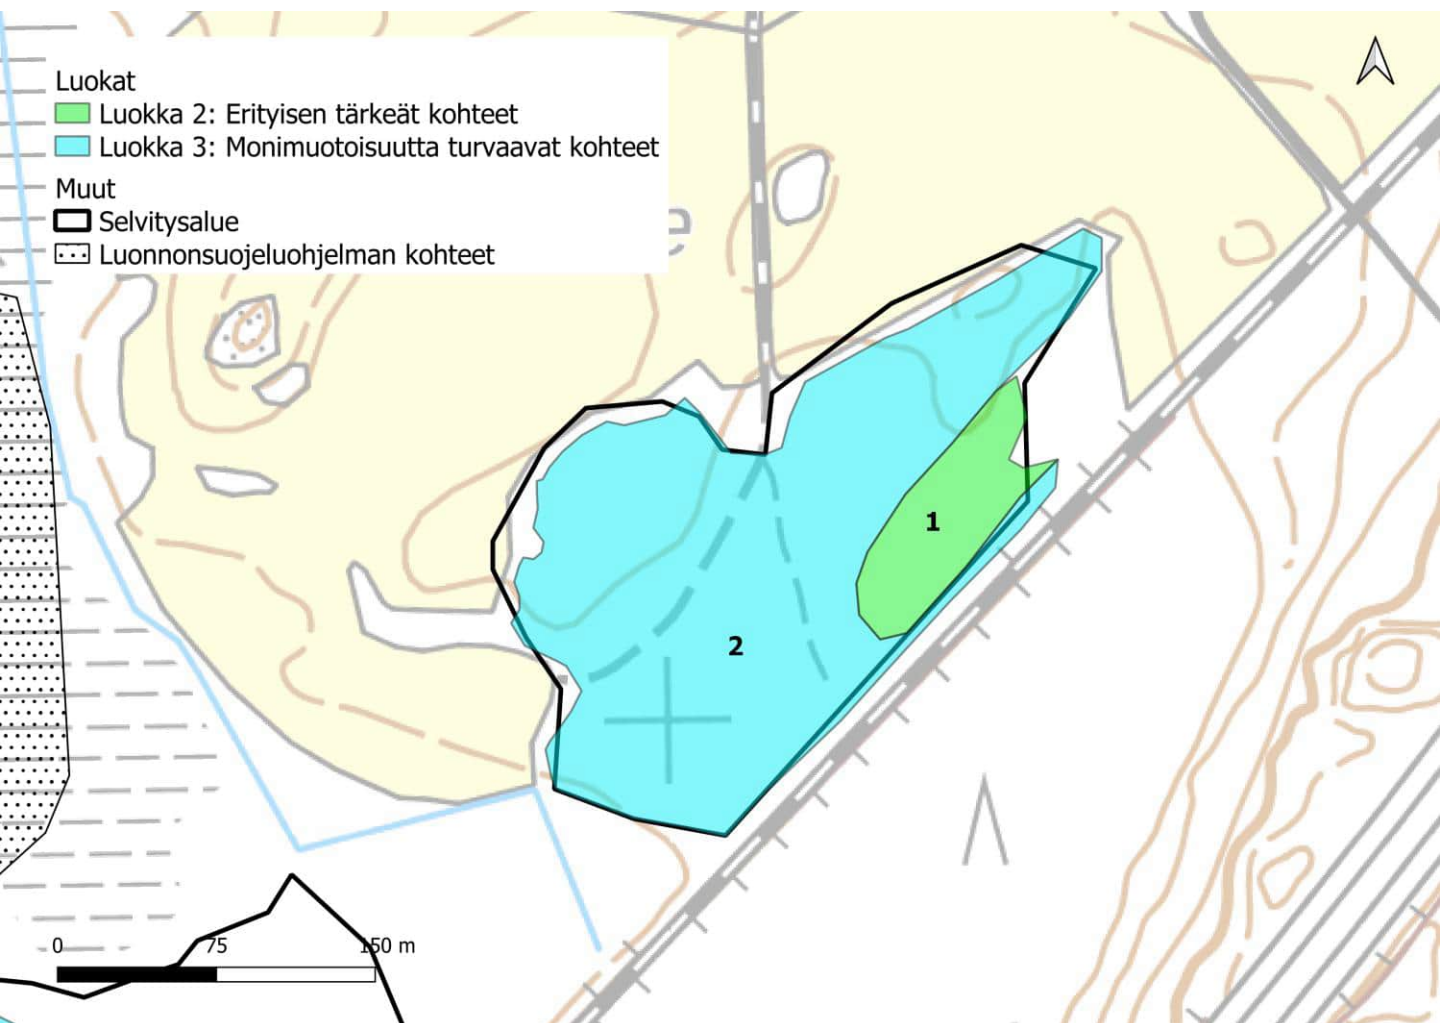 Luokat
Luokka 2: Erityisen tärkeät kohteet
Luokka 3: Monimuotoisuutta turvaavat kohteet
Muut
Selvitysalue
Luonnonsuojeluohjelman kohteet
e
1
2
0 75 150 m